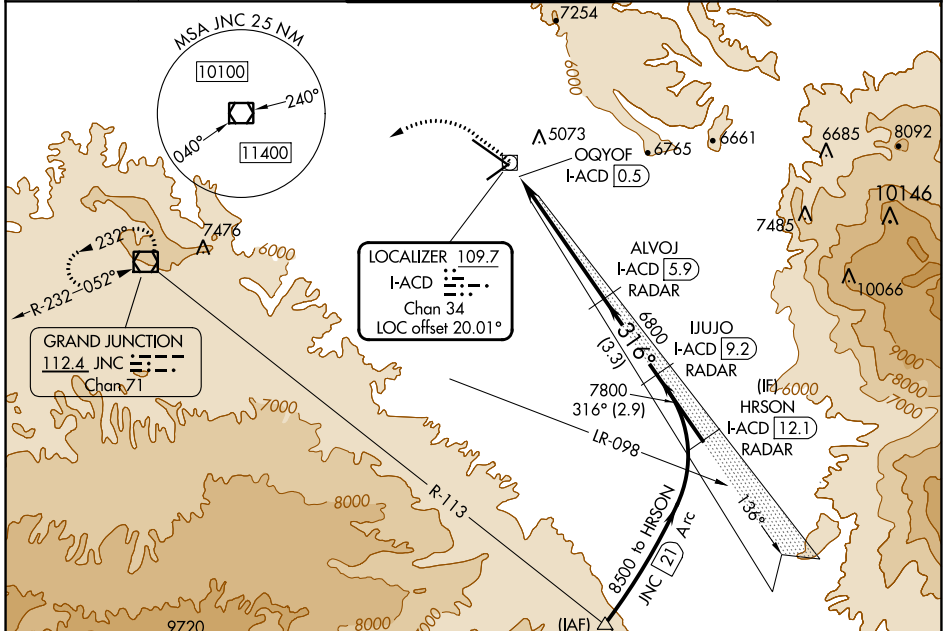 7254
MSA JNC 25 NM
10100
240°
040°
11400
6000
5073
6765
6661
6685
8092
OQYOF
I-ACD 0.5
7485
10146
10066
232°
7476
6000
R-232
052°
LOCALIZER 109.7
I-ACD
Chan 34
LOC offset 20.01°
ALVOJ
I-ACD 5.9
RADAR
6800
316°
(3.3)
IJUJO
I-ACD 9.2
RADAR
GRAND JUNCTION
112.4 JNC
Chan 71
7800
316° (2.9)
(IF)
HRSON
I-ACD 12.1
RADAR
6000
9000
8000
7000
7000
LR-098
136°
R-113
8000
8500 to HRSON
JNC 21 Arc
9720
8000
(IAF)